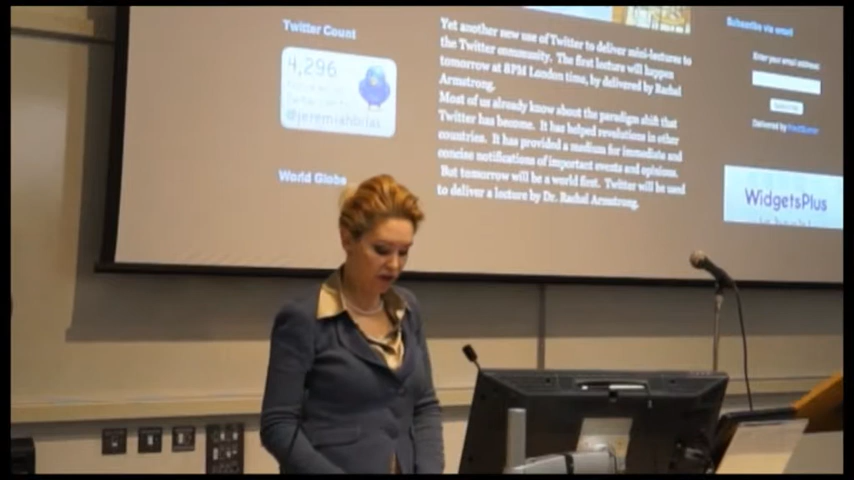 Twitter Count
4,296
@jeremiahbilas
World Globe
Yet another new use of Twitter to deliver mini-lectures to
the Twitter community. The first lecture will happen
tomorrow at 8PM London time, by delivered by Rachel
Armstrong.
Most of us already know about the paradigm shift that
Twitter has become. It has helped revolutions in other
countries. It has provided a medium for immediate and
concise notifications of important events and opinions.
But tomorrow will be a world first. Twitter will be used
to deliver a lecture by Dr. Rachel Armstrong.
Subscribe via email
Enter your email address:
Delivered by
WidgetsPlus